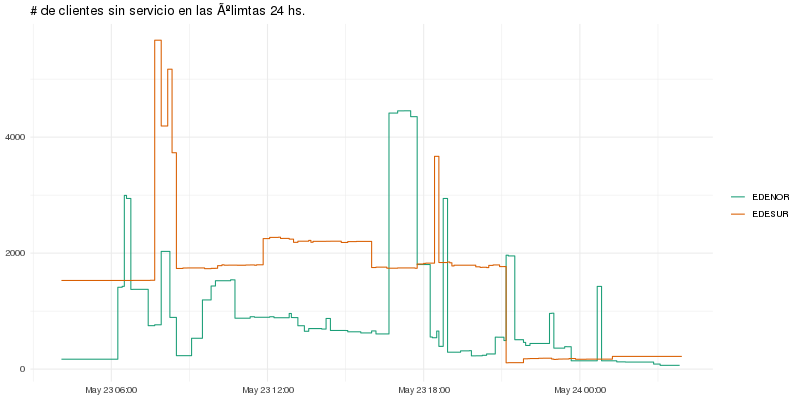 # de clientes sin servicio en las Ãºlimtas 24 hs.
4000
2000
0
May 23 06:00
May 23 12:00
May 23 18:00
May 24 00:00
EDENOR
EDESUR